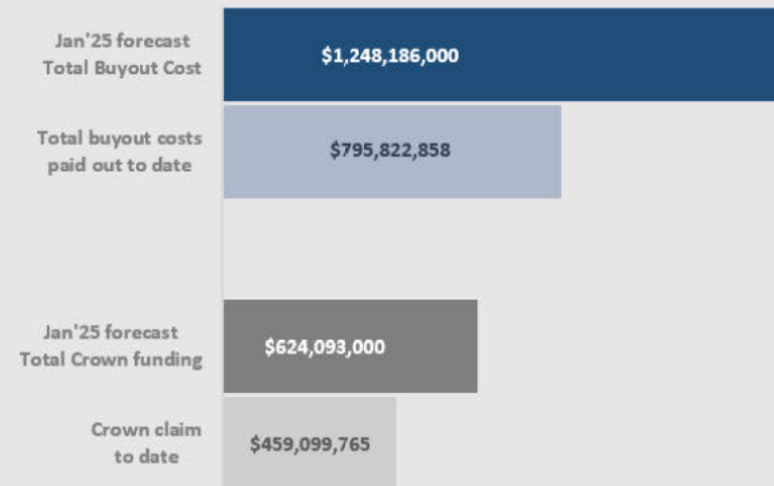 Jan'25 forecast
Total Buyout Cost
$1,248,186,000
Total buyout costs
paid out to date
$795,822,858
Jan'25 forecast
Total Crown funding
$624,093,000
Crown claim
to date
$459,099,765